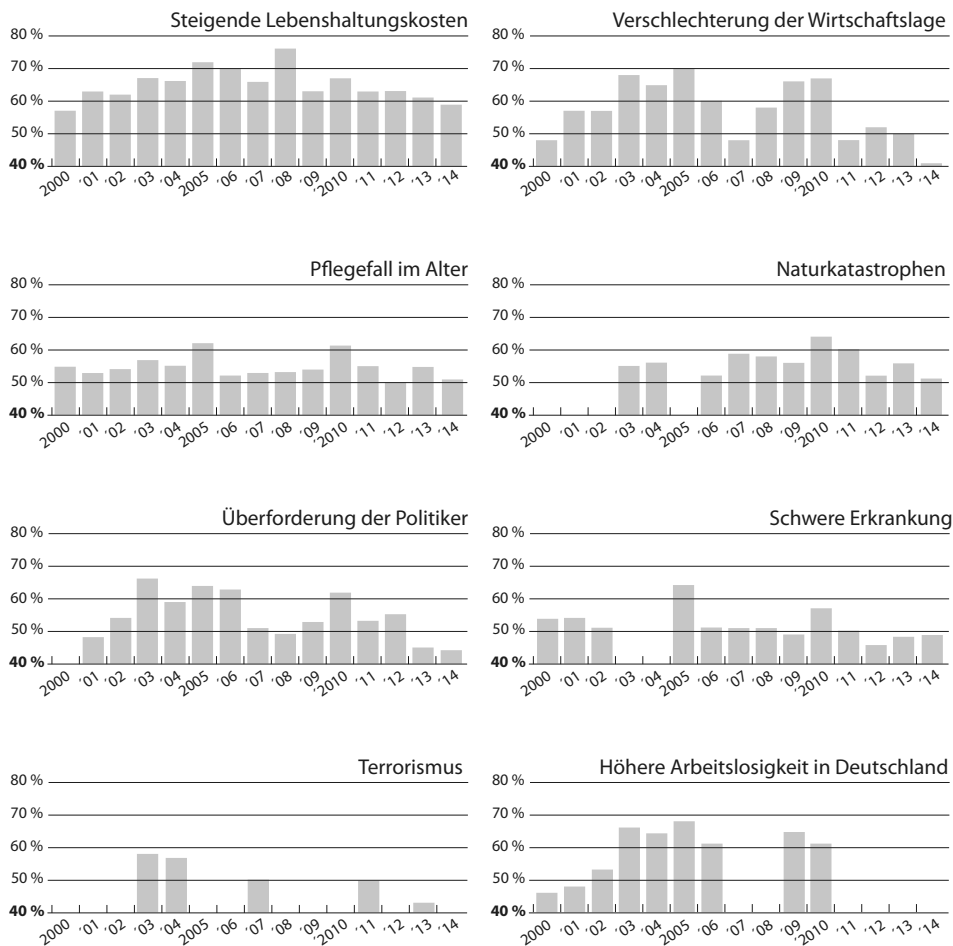 Steigende Lebenshaltungskosten
80 %
70 %
60 %
50 %
40 %
2000 '01 '02 '03 '04 2005 '06 '07 '08 '09 '2010 '11 '12 '13 '14
Verschlechterung der Wirtschaftslage
80 %
70 %
60 %
50 %
40 %
2000 '01 '02 '03 '04 2005 '06 '07 '08 '09 '2010 '11 '12 '13 '14
Pflegefall im Alter
80 %
70 %
60 %
50 %
40 %
2000 '01 '02 '03 '04 2005 '06 '07 '08 '09 '2010 '11 '12 '13 '14
Naturkatastrophen
80 %
70 %
60 %
50 %
40 %
2000 '01 '02 '03 '04 2005 '06 '07 '08 '09 '2010 '11 '12 '13 '14
Überforderung der Politiker
80 %
70 %
60 %
50 %
40 %
2000 '01 '02 '03 '04 2005 '06 '07 '08 '09 '2010 '11 '12 '13 '14
Schwere Erkrankung
80 %
70 %
60 %
50 %
40 %
2000 '01 '02 '03 '04 2005 '06 '07 '08 '09 '2010 '11 '12 '13 '14
Terrorismus
80 %
70 %
60 %
50 %
40 %
2000 '01 '02 '03 '04 2005 '06 '07 '08 '09 '2010 '11 '12 '13 '14
Höhere Arbeitslosigkeit in Deutschland
80 %
70 %
60 %
50 %
40 %
2000 '01 '02 '03 '04 2005 '06 '07 '08 '09 '2010 '11 '12 '13 '14